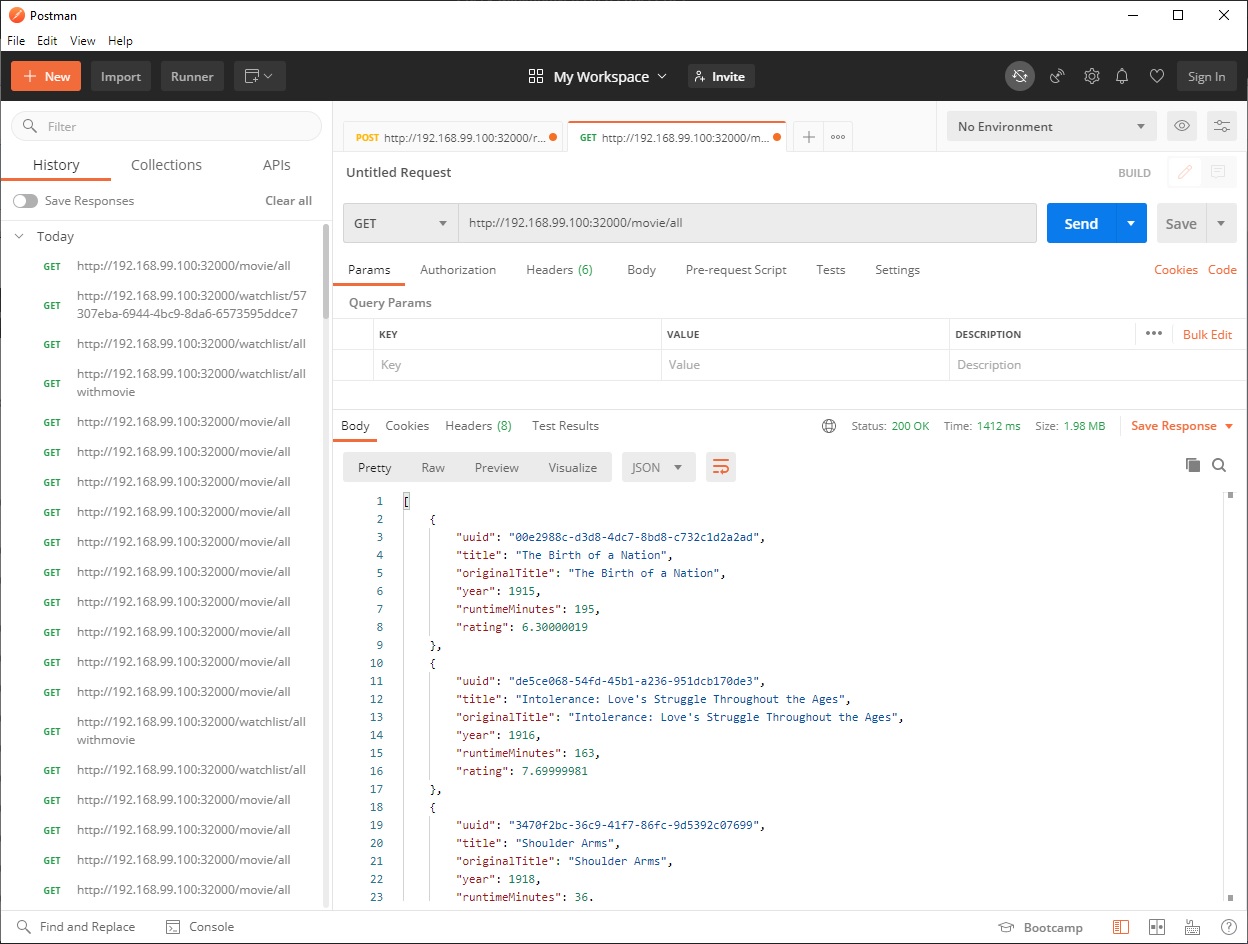 Postman
File Edit View Help
New Import Runner My Workspace Invite Sign In
Filter
History Collections APIs
Save Responses Clear all
Today
GET http://192.168.99.100:32000/movie/all
GET http://192.168.99.100:32000/watchlist/57
307eba-6944-4bc9-8da6-6573595ddce7
GET http://192.168.99.100:32000/watchlist/all
GET http://192.168.99.100:32000/watchlist/all
withmovie
GET http://192.168.99.100:32000/movie/all
GET http://192.168.99.100:32000/movie/all
GET http://192.168.99.100:32000/movie/all
GET http://192.168.99.100:32000/movie/all
GET http://192.168.99.100:32000/movie/all
GET http://192.168.99.100:32000/movie/all
GET http://192.168.99.100:32000/movie/all
GET http://192.168.99.100:32000/movie/all
GET http://192.168.99.100:32000/movie/all
GET http://192.168.99.100:32000/movie/all
GET http://192.168.99.100:32000/watchlist/all
withmovie
GET http://192.168.99.100:32000/watchlist/all
GET http://192.168.99.100:32000/movie/all
GET http://192.168.99.100:32000/movie/all
GET http://192.168.99.100:32000/movie/all
GET http://192.168.99.100:32000/movie/all
POST http://192.168.99.100:32000/r... GET http://192.168.99.100:32000/m... No Environment
Untitled Request BUILD
GET http://192.168.99.100:32000/movie/all Send Save
Params Authorization Headers (6) Body Pre-request Script Tests Settings Cookies Code
Query Params
KEY VALUE DESCRIPTION ••• Bulk Edit
Key Value Description
Body Cookies Headers (8) Test Results Status: 200 OK Time: 1412 ms Size: 1.98 MB Save Response
Pretty Raw Preview Visualize JSON
1 [
2 {
3 "uuid": "00e2988c-d3d8-4dc7-8bd8-c732c1d2a2ad",
4 "title": "The Birth of a Nation",
5 "originalTitle": "The Birth of a Nation",
6 "year": 1915,
7 "runtimeMinutes": 195,
8 "rating": 6.30000019
9 },
10 {
11 "uuid": "de5ce068-54fd-45b1-a236-951dcb170de3",
12 "title": "Intolerance: Love's Struggle Throughout the Ages",
13 "originalTitle": "Intolerance: Love's Struggle Throughout the Ages",
14 "year": 1916,
15 "runtimeMinutes": 163,
16 "rating": 7.69999981
17 },
18 {
19 "uuid": "3470f2bc-36c9-41f7-86fc-9d5392c07699",
20 "title": "Shoulder Arms",
21 "originalTitle": "Shoulder Arms",
22 "year": 1918,
23 "runtimeMinutes": 36,
Find and Replace Console Bootcamp